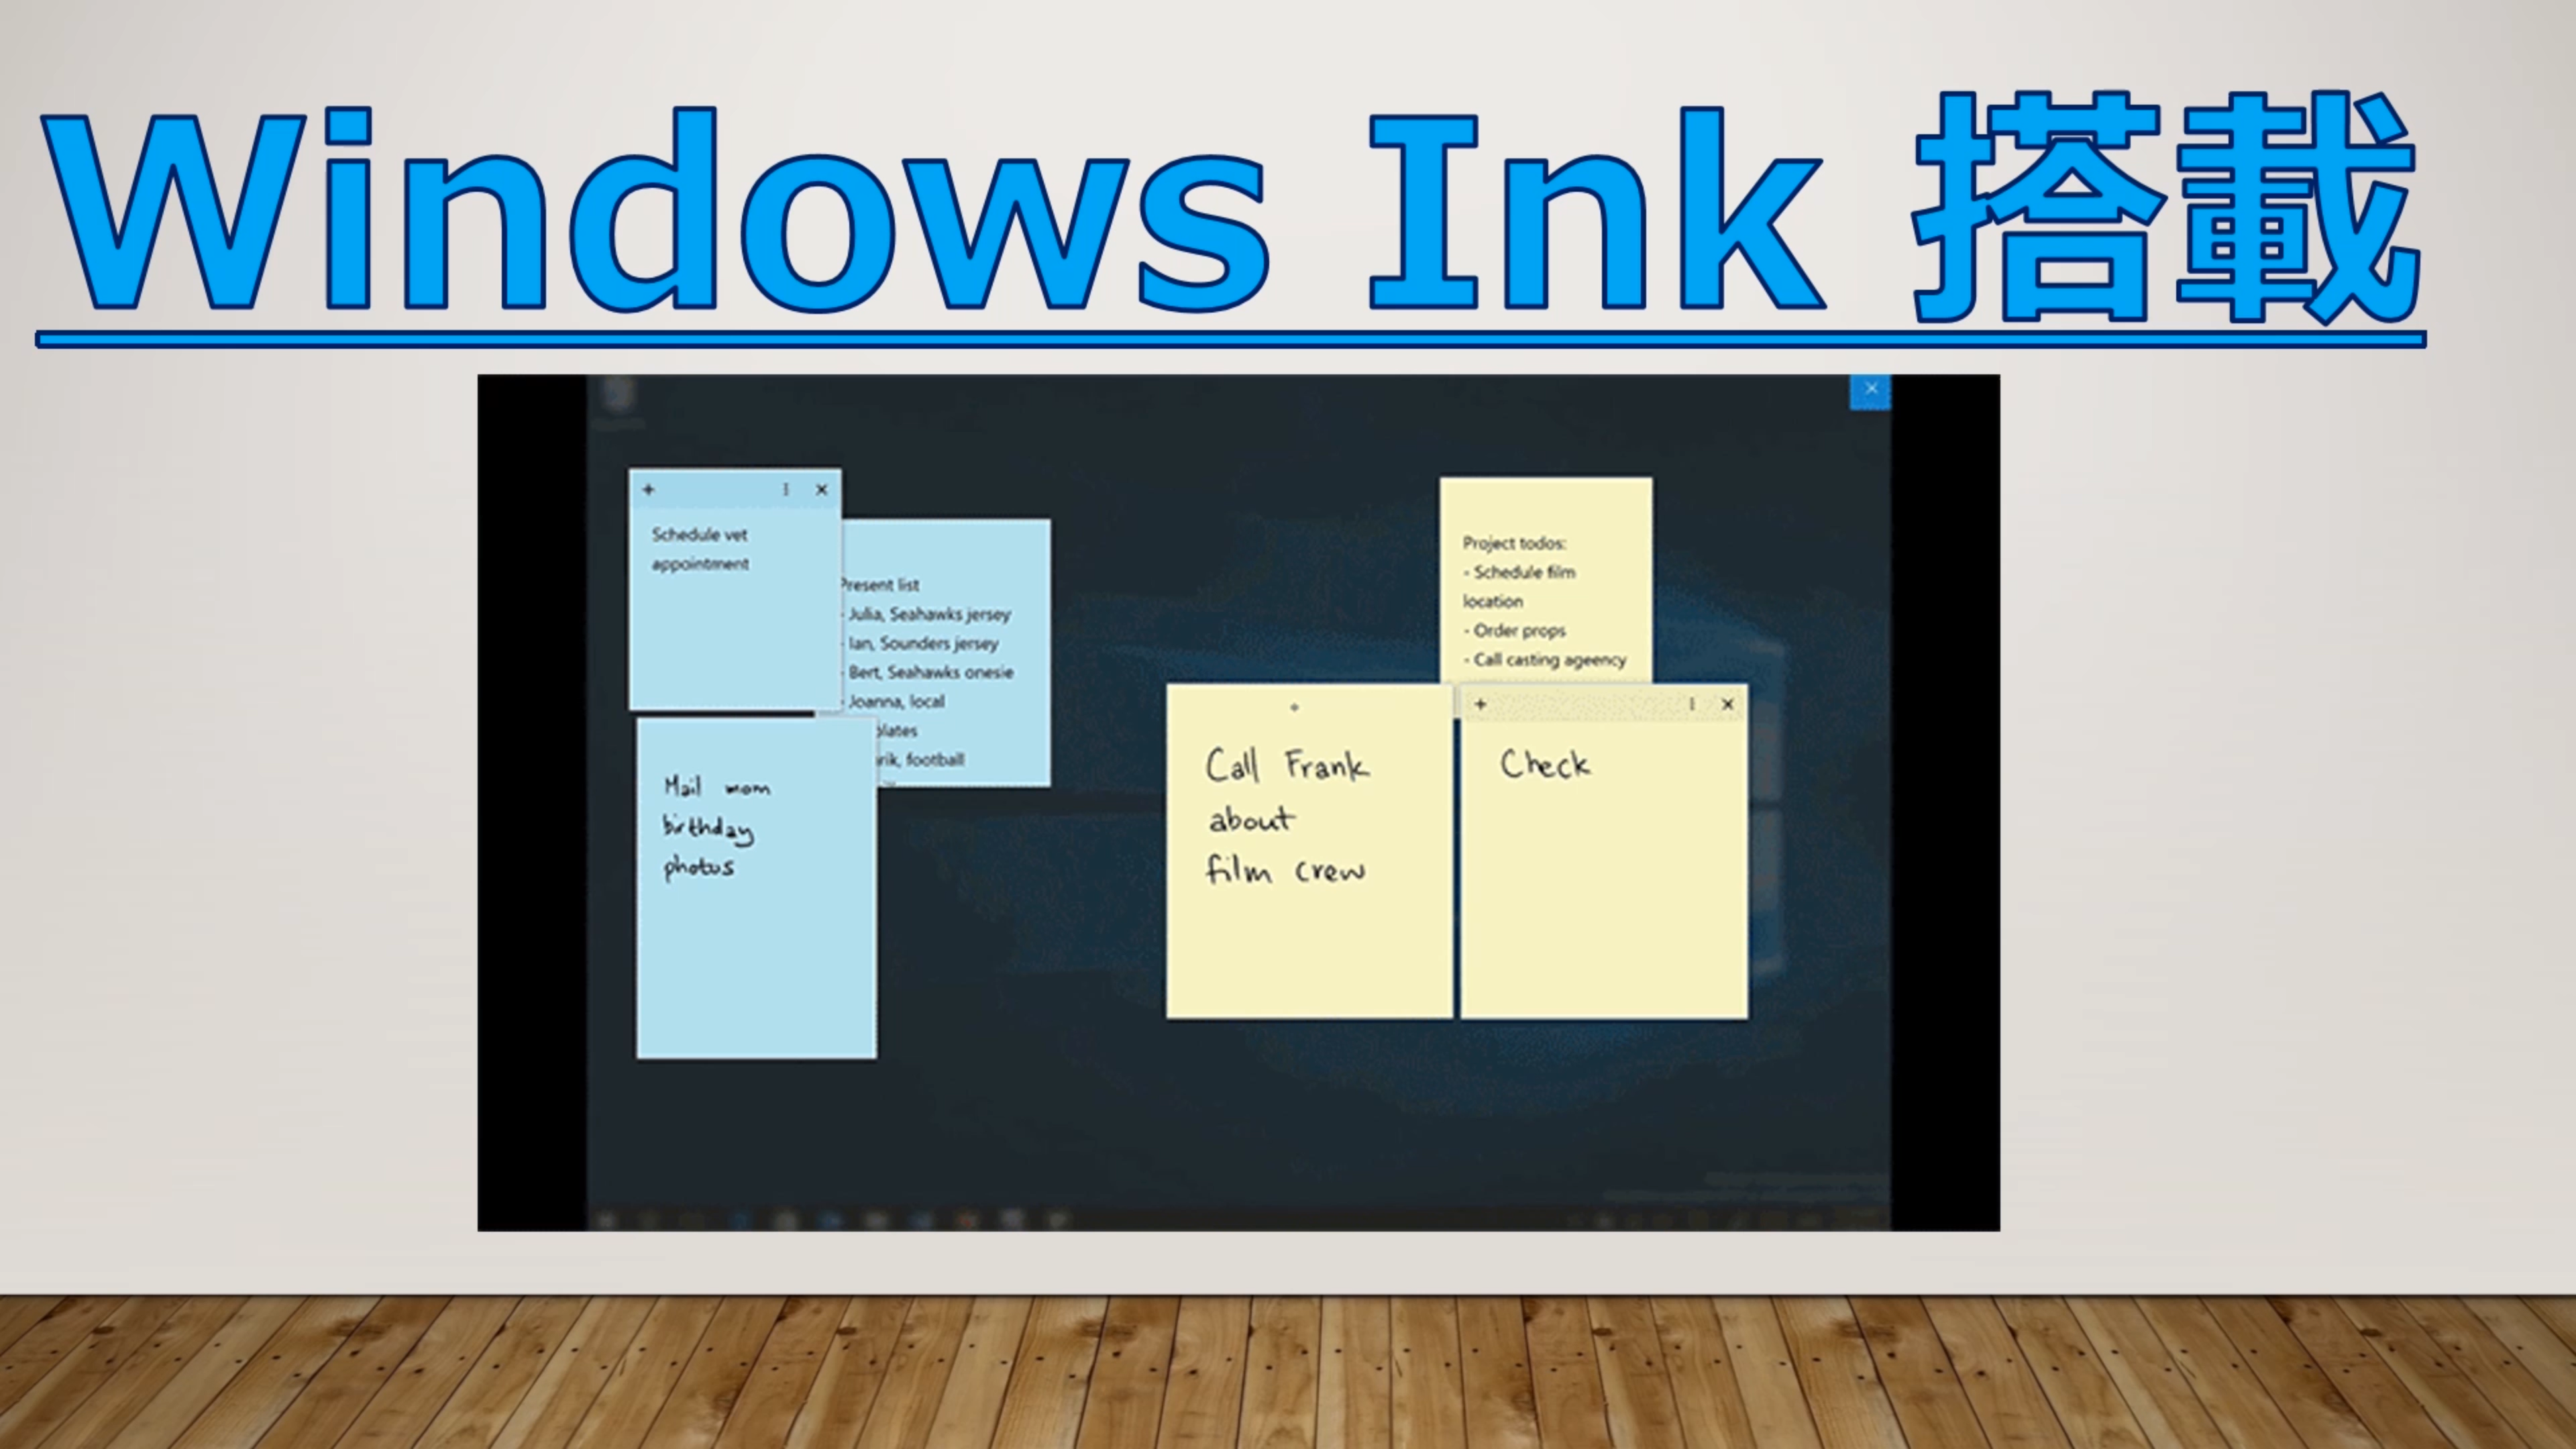 Windows Ink 搭載
Schedule vet
appointment
Present list
- Julia, Seahawks jersey
- Ian, Sounders jersey
- Bert, Seahawks onesie
- Joanna, local
football
Mail mom
birthday
photos
Project todos:
- Schedule film
location
- Order props
- Call casting ageency
Call Frank
about
film crew
Check